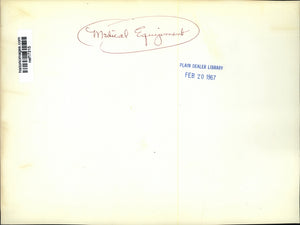 Medical Equipment
PLAIN DEALER LIBRARY
FEB 20 1967